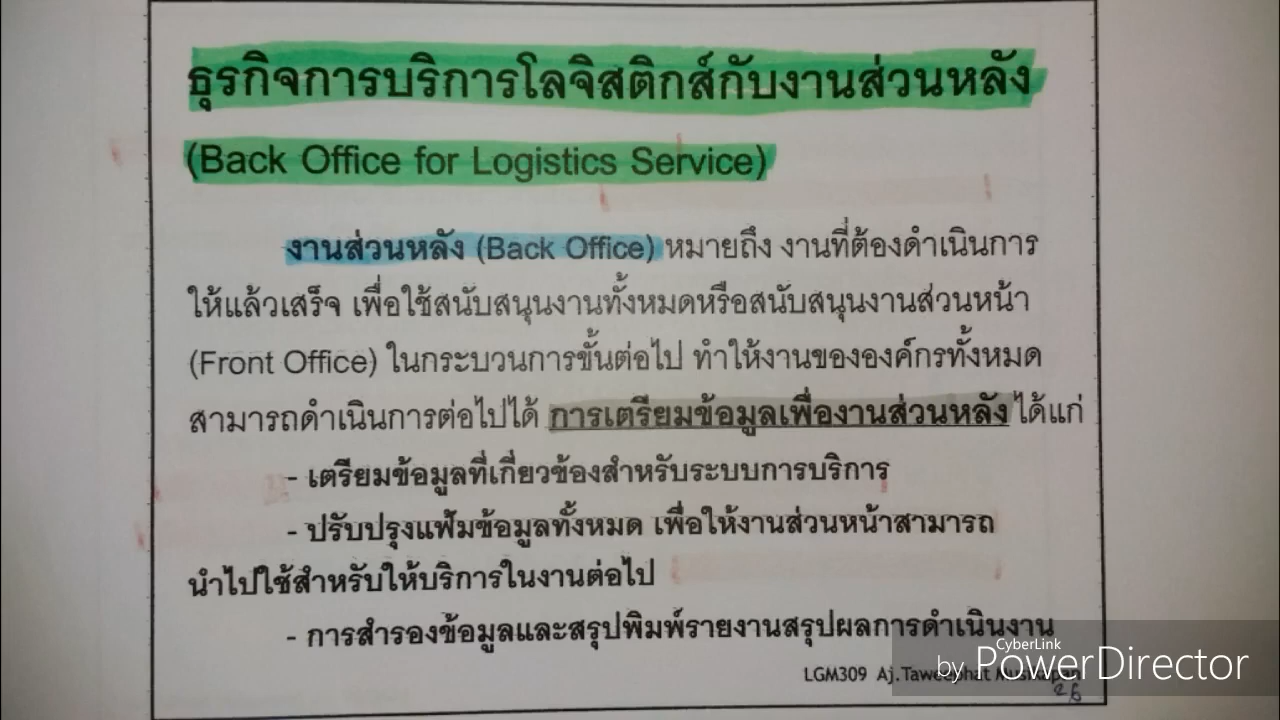 ธุรกิจการบริการโลจิสติกส์กับงานส่วนหลัง
(Back Office for Logistics Service)
งานส่วนหลัง (Back Office) หมายถึง งานที่ต้องดำเนินการ
ให้แล้วเสร็จ เพื่อใช้สนับสนุนงานทั้งหมดหรือสนับสนุนงานส่วนหน้า
(Front Office) ในกระบวนการขั้นต่อไป ทำให้งานขององค์กรทั้งหมด
สามารถดำเนินการต่อไปได้ การเตรียมข้อมูลเพื่องานส่วนหลัง ได้แก่
- เตรียมข้อมูลที่เกี่ยวข้องสำหรับระบบการบริการ
- ปรับปรุงแฟ้มข้อมูลทั้งหมด เพื่อให้งานส่วนหน้าสามารถ
นำไปใช้สำหรับให้บริการในงานต่อไป
- การสำรองข้อมูลและสรุปพิมพ์รายงานสรุปผลการดำเนินงาน
CyberLink
by PowerDirector
LGM309 Aj.Taweephat
26